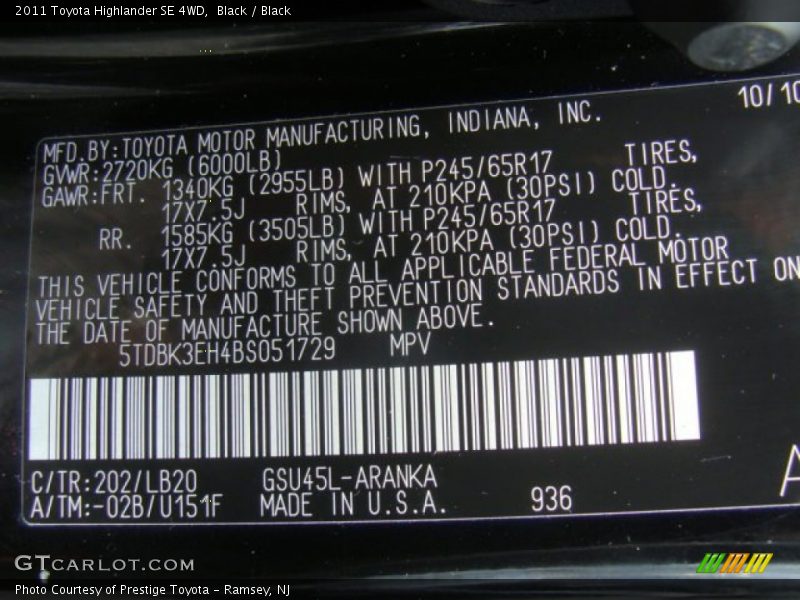 2011 Toyota Highlander SE 4WD,  Black / Black
10/10
MFD.BY:TOYOTA MOTOR MANUFACTURING, INDIANA, INC.
GVWR:2720KG (6000LB)
GAWR:FRT. 1340KG (2955LB) WITH P245/65R17 TIRES,
17X7.5J RIMS, AT 210KPA (30PSI) COLD.
RR. 1585KG (3505LB) WITH P245/65R17 TIRES,
17X7.5J RIMS, AT 210KPA (30PSI) COLD.
THIS VEHICLE CONFORMS TO ALL APPLICABLE FEDERAL MOTOR
VEHICLE SAFETY AND THEFT PREVENTION STANDARDS IN EFFECT ON
THE DATE OF MANUFACTURE SHOWN ABOVE.
5TDBK3EH4BS051729 MPV
C/TR:202/LB20 GSU45L-ARANKA
A/TM:-02B/U151F MADE IN U.S.A. 936
A
GTCARLOT.COM
Photo Courtesy of Prestige Toyota - Ramsey, NJ